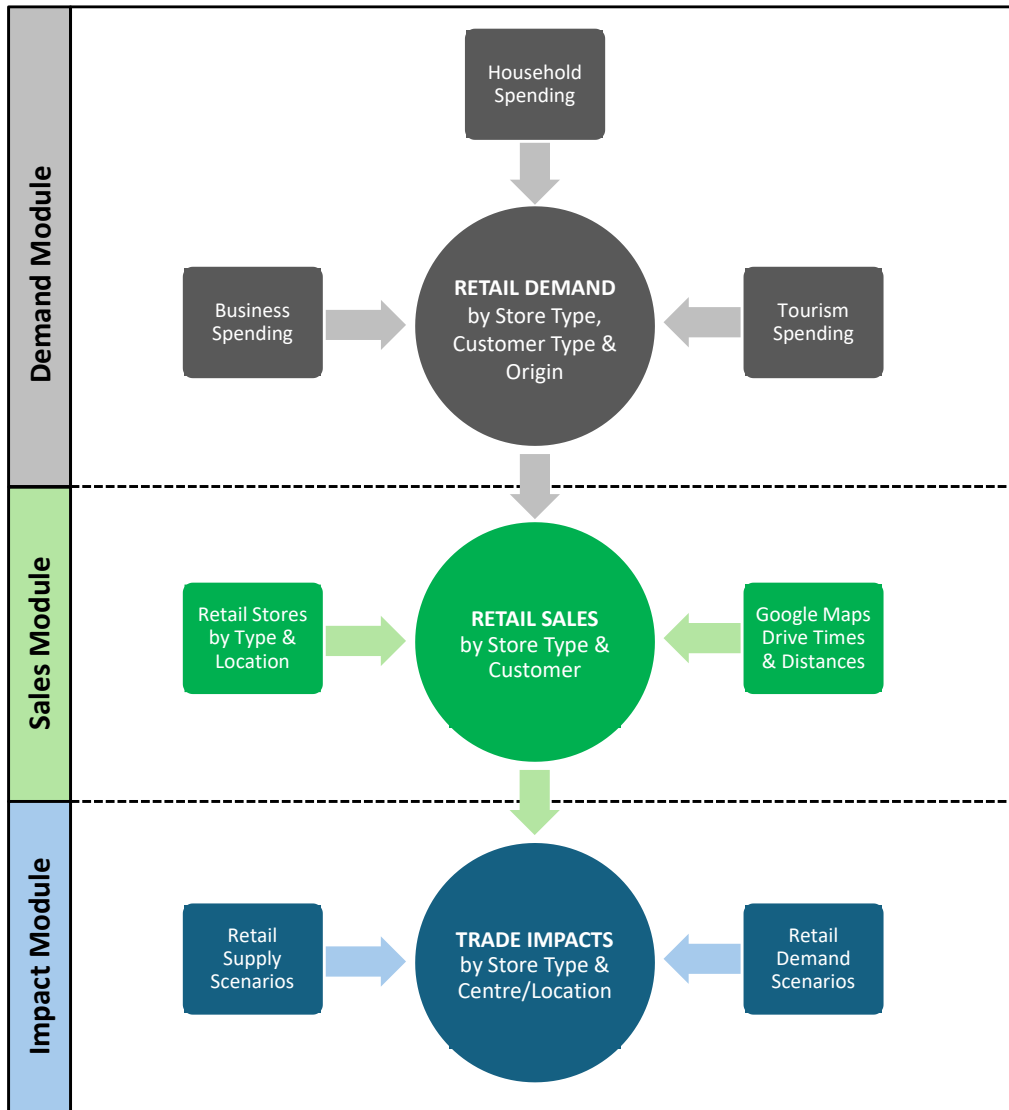 Demand Module
Household
Spending
Business
Spending
RETAIL DEMAND
by Store Type,
Customer Type &
Origin
Tourism
Spending
Sales Module
Retail Stores
by Type &
Location
RETAIL SALES
by Store Type &
Customer
Google Maps
Drive Times
& Distances
Impact Module
Retail
Supply
Scenarios
TRADE IMPACTS
by Store Type &
Centre/Location
Retail
Demand
Scenarios